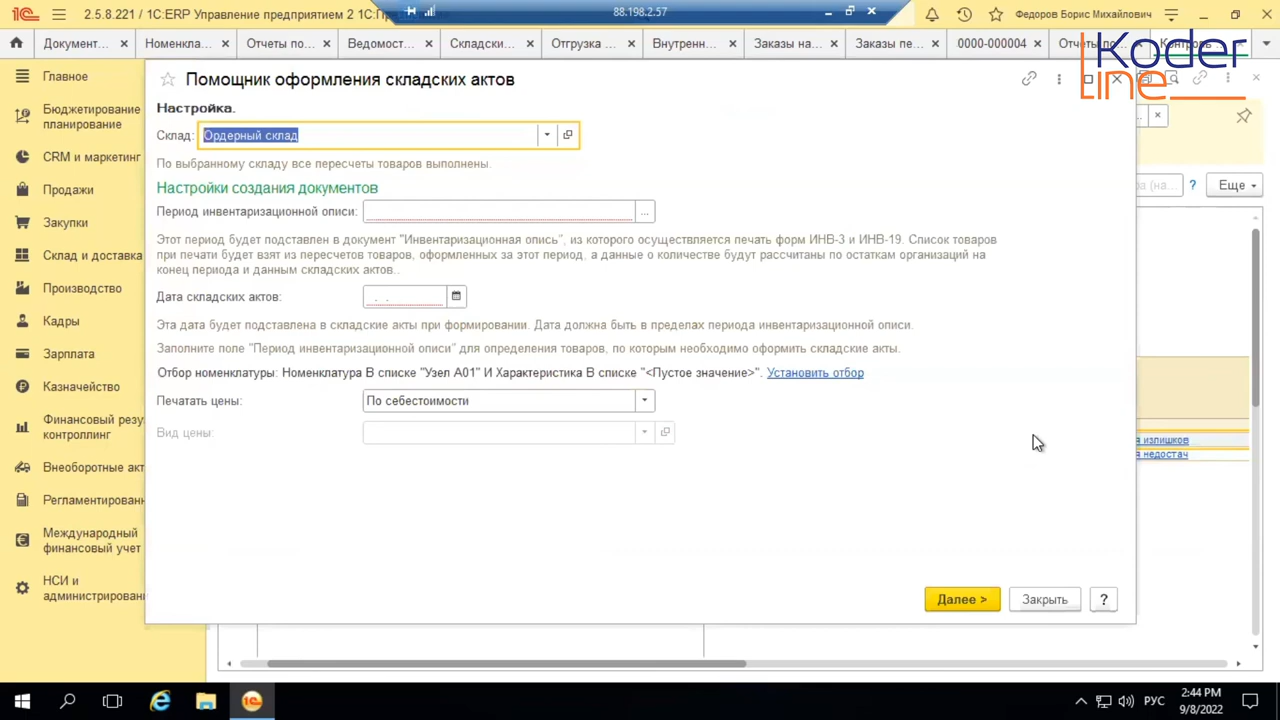 2.5.8.221 / 1С:ERP Управление предприятием 2 1С:Пр
88.198.2.57
Федоров Борис Михайлович
Документ...
Номенкла...
Отчеты по...
Ведомост...
Складски...
Отгрузка ...
Внутренн...
Заказы на...
Заказы пе...
0000-000004
Отчеты по...
Контроль
Koder
line
Главное
Бюджетирование
планирование
CRM и маркетинг
Продажи
Закупки
Склад и доставка
Производство
Кадры
Зарплата
Казначейство
Финансовый резу
контроллинг
Внеоборотные акт
Регламентирован
Международный
финансовый учет
НСИ и
администрирован
Помощник оформления складских актов
Настройка.
Склад: Ордерный склад
По выбранному складу все пересчеты товаров выполнены.
Настройки создания документов
Период инвентаризационной описи: ...
Этот период будет подставлен в документ "Инвентаризационная опись", из которого осуществляется печать форм ИНВ-3 и ИНВ-19. Список товаров
при печати будет взят из пересчетов товаров, оформленных за этот период, а данные о количестве будут рассчитаны по остаткам организаций на
конец периода и данным складских актов..
Дата складских актов: . .
Эта дата будет подставлена в складские акты при формировании. Дата должна быть в пределах периода инвентаризационной описи.
Заполните поле "Период инвентаризационной описи" для определения товаров, по которым необходимо оформить складские акты.
Отбор номенклатуры: Номенклатура В списке "Узел А01" И Характеристика В списке "<Пустое значение>". Установить отбор
Печатать цены: По себестоимости
Вид цены:
Далее >
Закрыть
?
...
ра (на...
?
Еще
я излишков
я недостач
РУС
2:44 PM
9/8/2022